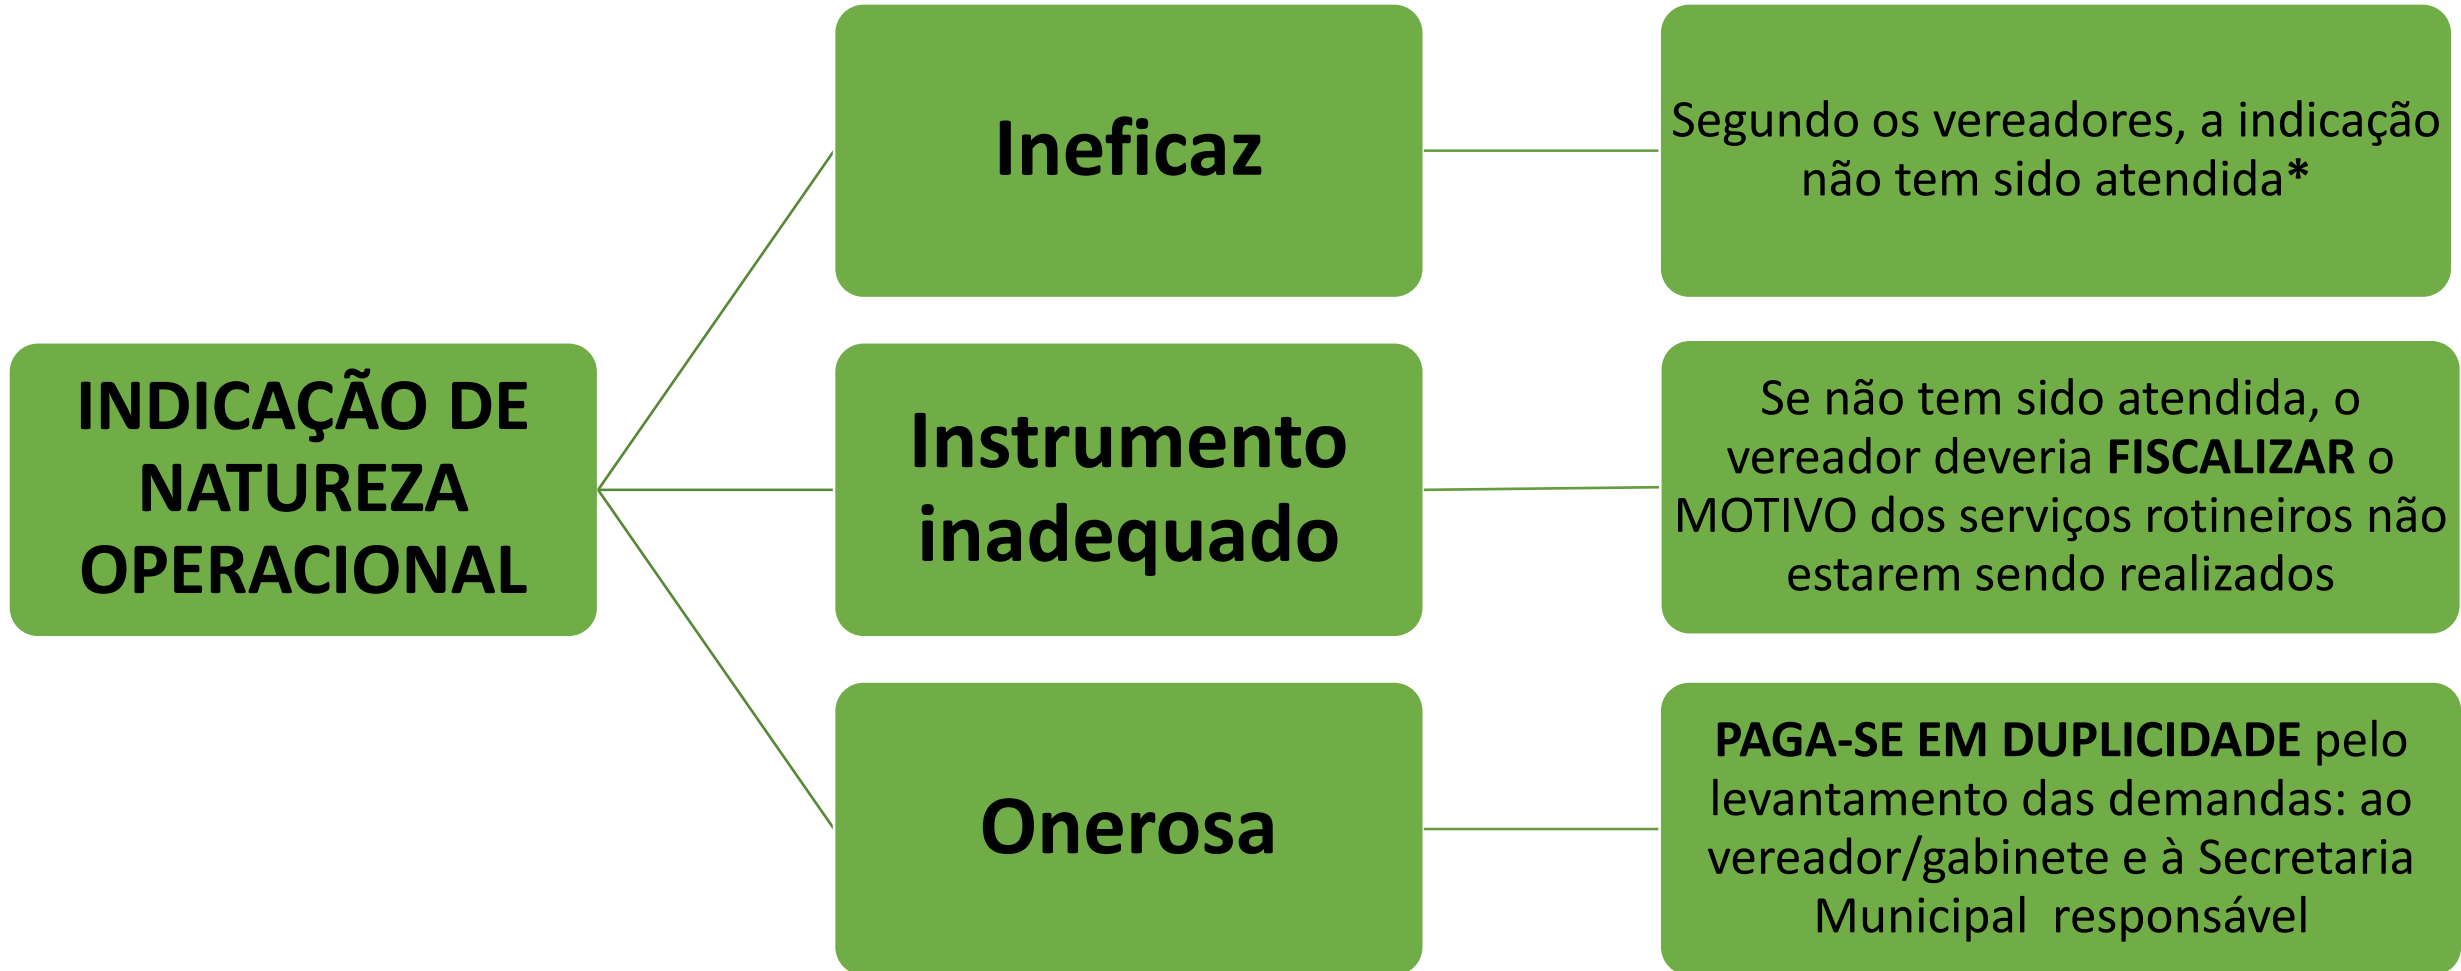 INDICAÇÃO DE
NATUREZA
OPERACIONAL
Ineficaz
Segundo os vereadores, a indicação
não tem sido atendida*
Instrumento
inadequado
Se não tem sido atendida, o
vereador deveria FISCALIZAR o
MOTIVO dos serviços rotineiros não
estarem sendo realizados
Onerosa
PAGA-SE EM DUPLICIDADE pelo
levantamento das demandas: ao
vereador/gabinete e à Secretaria
Municipal  responsável